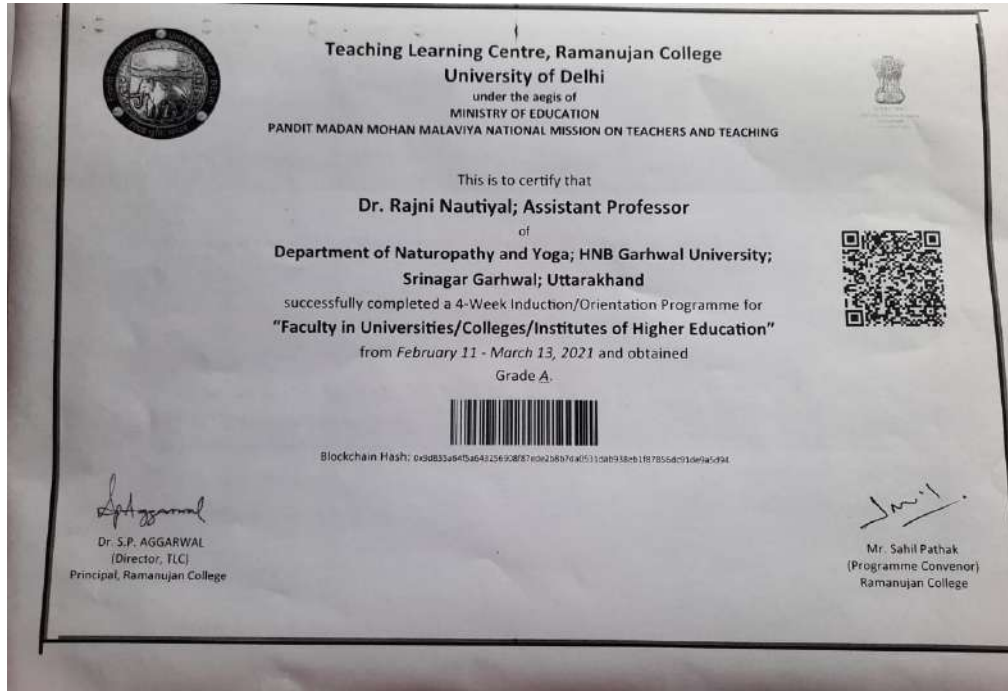 Teaching Learning Centre, Ramanujan College
University of Delhi
under the aegis of
MINISTRY OF EDUCATION
PANDIT MADAN MOHAN MALAVIYA NATIONAL MISSION ON TEACHERS AND TEACHING
This is to certify that
Dr. Rajni Nautiyal; Assistant Professor
of
Department of Naturopathy and Yoga; HNB Garhwal University;
Srinagar Garhwal; Uttarakhand
successfully completed a 4-Week Induction/Orientation Programme for
"Faculty in Universities/Colleges/Institutes of Higher Education"
from February 11 - March 13, 2021 and obtained
Grade A.
Blockchain Hash:
SpAggarwal
Dr. S.P. AGGARWAL
(Director, TLC)
Principal, Ramanujan College
Mr. Sahil Pathak
(Programme Convenor)
Ramanujan College